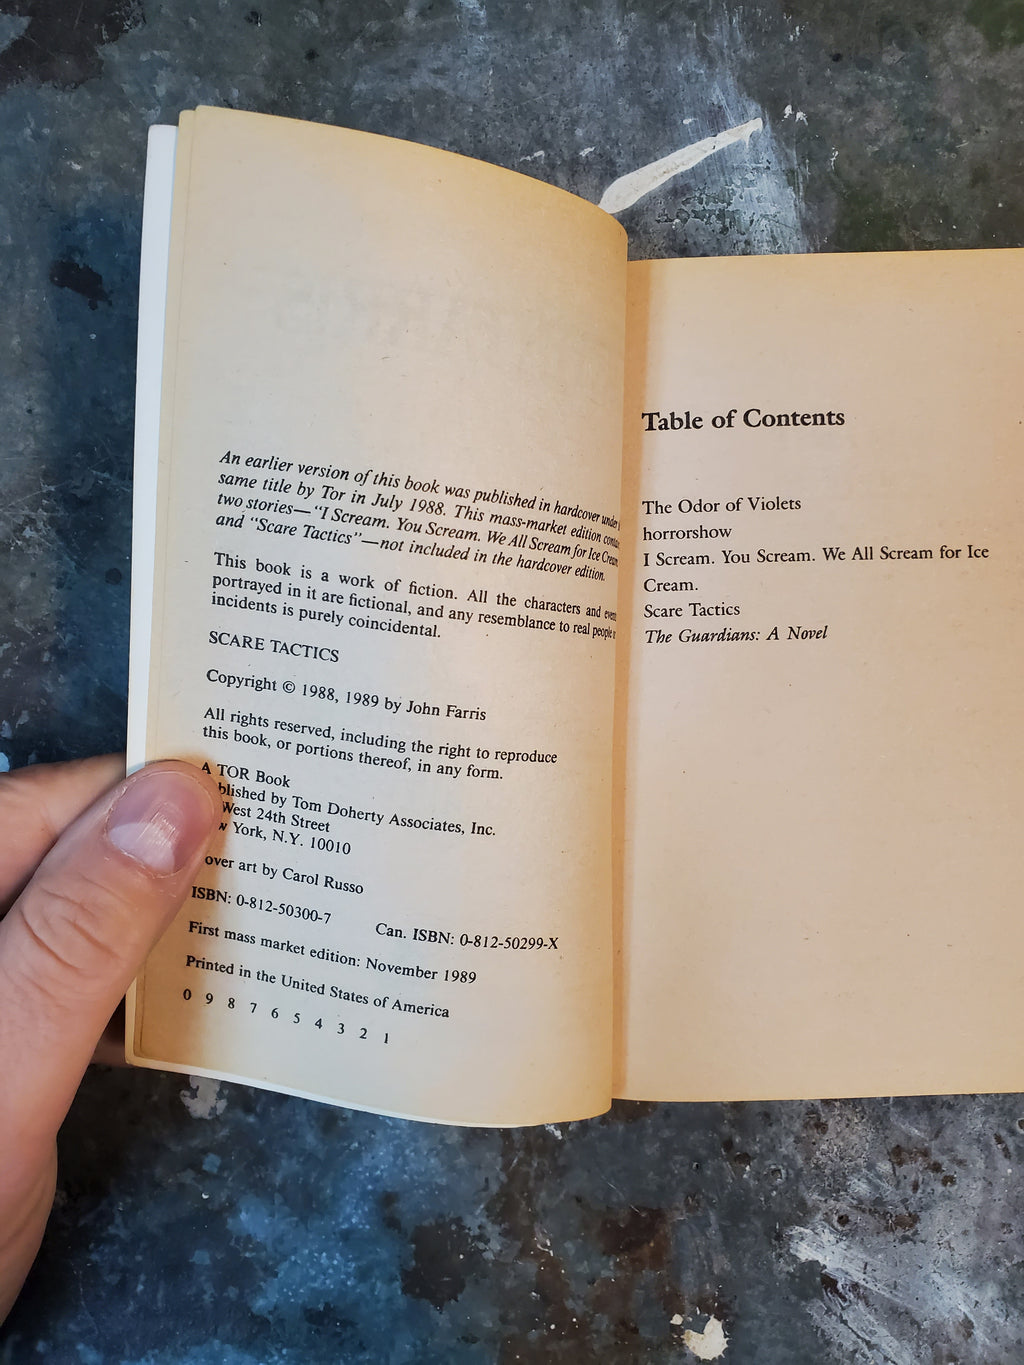 An earlier version of this book was published in hardcover under
same title by Tor in July 1988. This mass-market edition
two stories—"I Scream. You Scream. We All Scream for Ice Cream
and "Scare Tactics"—not included in the hardcover edition.
This book is a work of fiction. All the characters and
portrayed in it are fictional, and any resemblance to real people
incidents is purely coincidental.
SCARE TACTICS
Copyright © 1988, 1989 by John Farris
All rights reserved, including the right to reproduce
this book, or portions thereof, in any form.
A TOR Book
blished by Tom Doherty Associates, Inc.
West 24th Street
w York, N.Y. 10010
over art by Carol Russo
ISBN: 0-812-50300-7 Can. ISBN: 0-812-50299-X
First mass market edition: November 1989
Printed in the United States of America
0 9 8 7 6 5 4 3 2 1
Table of Contents
The Odor of Violets
horrorshow
I Scream. You Scream. We All Scream for Ice
Cream.
Scare Tactics
The Guardians: A Novel